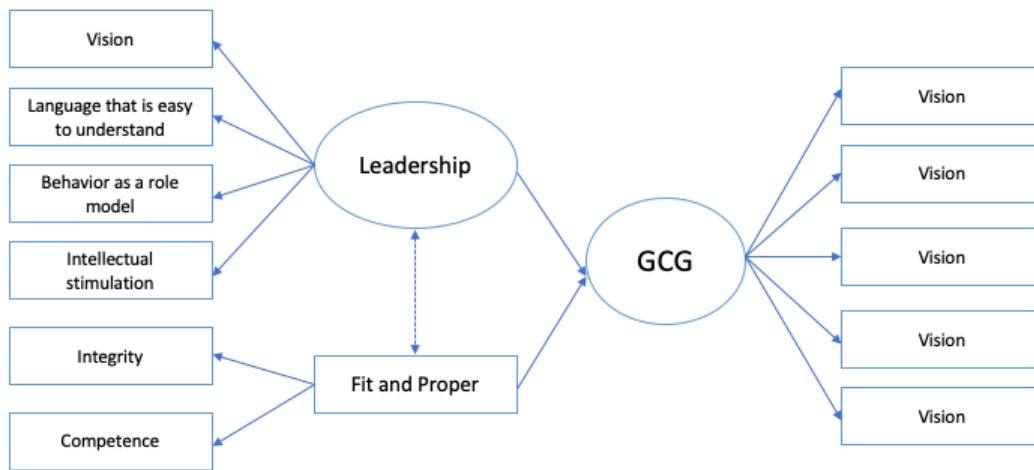 Vision
Language that is easy
to understand
Behavior as a role
model
Intellectual
stimulation
Integrity
Competence
Leadership
Fit and Proper
GCG
Vision
Vision
Vision
Vision
Vision